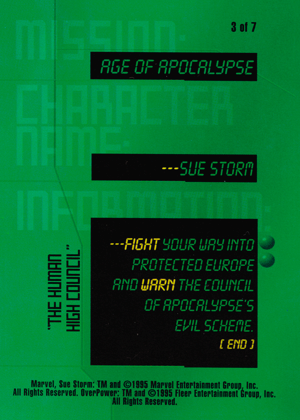 3 of 7
MISSION:
AGE OF APOCALYPSE
CHARACTER
NAME:
---SUE STORM
INFORMATION:
---FIGHT YOUR WAY INTO
PROTECTED EUROPE
AND WARN THE COUNCIL
OF APOCALYPSE'S
EVIL SCHEME.
( END )
"THE HUMAN
HIGH COUNCIL"
Marvel, Sue Storm: TM and ©1995 Marvel Entertainment Group, Inc.
All Rights Reserved. OverPower: TM and ©1995 Fleer Entertainment Group, Inc.
All Rights Reserved.